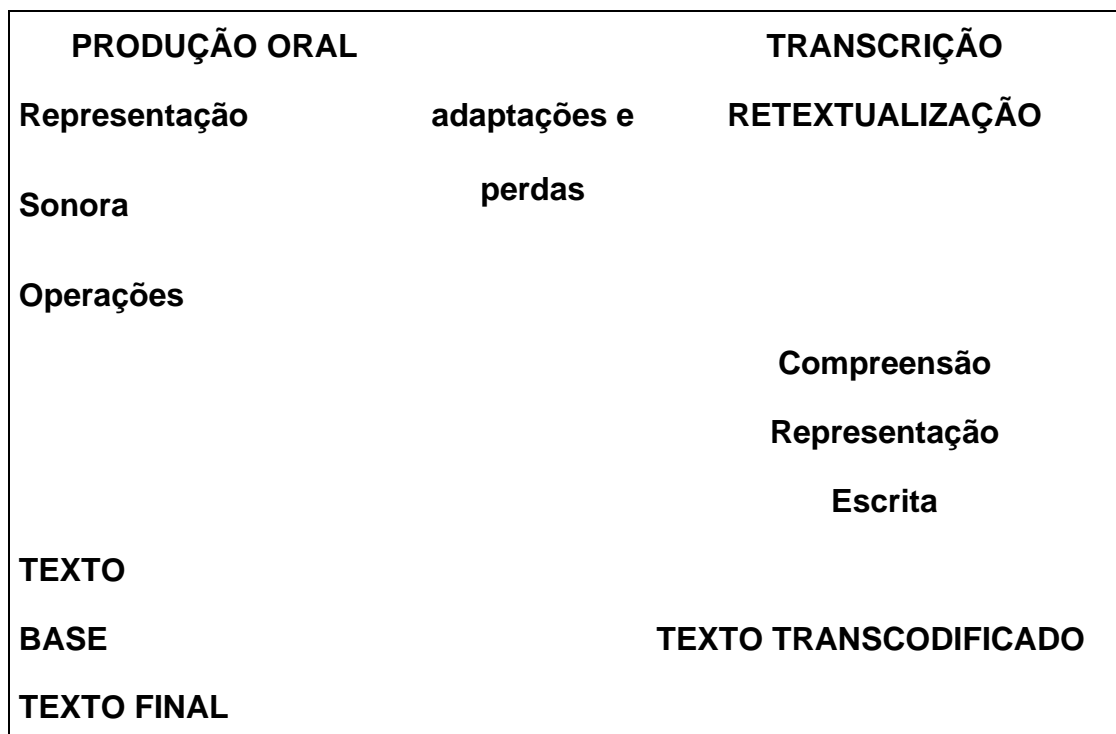 PRODUÇÃO ORAL TRANSCRIÇÃO
Representação adaptações e RETEXTUALIZAÇÃO
perdas
Sonora
Operações
Compreensão
Representação
Escrita
TEXTO
BASE TEXTO TRANSCODIFICADO
TEXTO FINAL